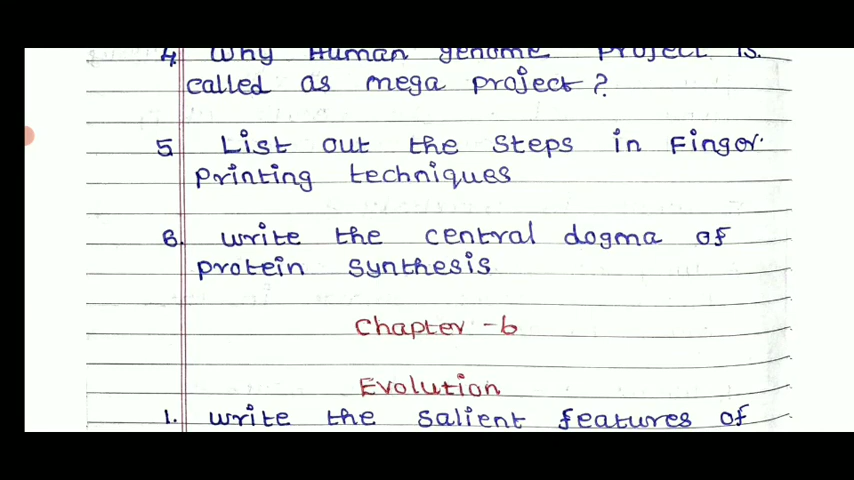 4. Why Human genome Project is
called as mega project?
5 List out the steps in Finger
printing techniques
6. write the central dogma of
protein synthesis
Chapter -6
Evolution
1. write the salient features of